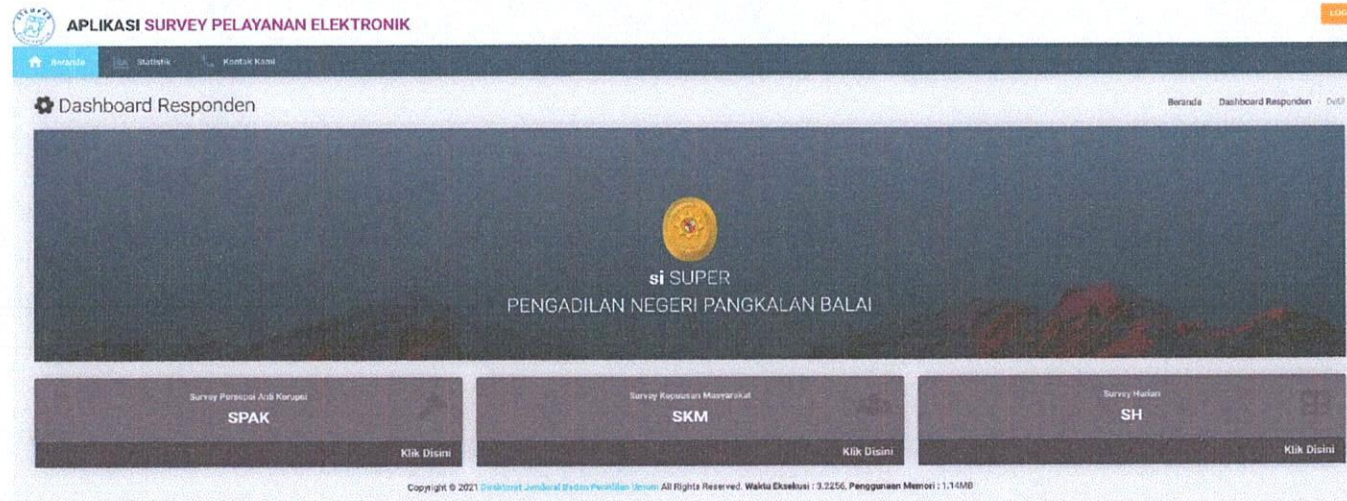 APLIKASI SURVEY PELAYANAN ELEKTRONIK
LOG
Beranda Statistik Kontak Kami
Dashboard Responden
Beranda Dashboard Responden
si SUPER
PENGADILAN NEGERI PANGKALAN BALAI
Survey Persepsi Anti Korupsi
SPAK
Klik Disini
Survey Kepuasan Masyarakat
SKM
Klik Disini
Survey Harian
SH
Klik Disini
Copyright © 2021 Direktorat Jenderal Badan Peradilan Umum All Rights Reserved. Waktu Eksekusi : 3.2256, Penggunaan Memori : 1.14MB